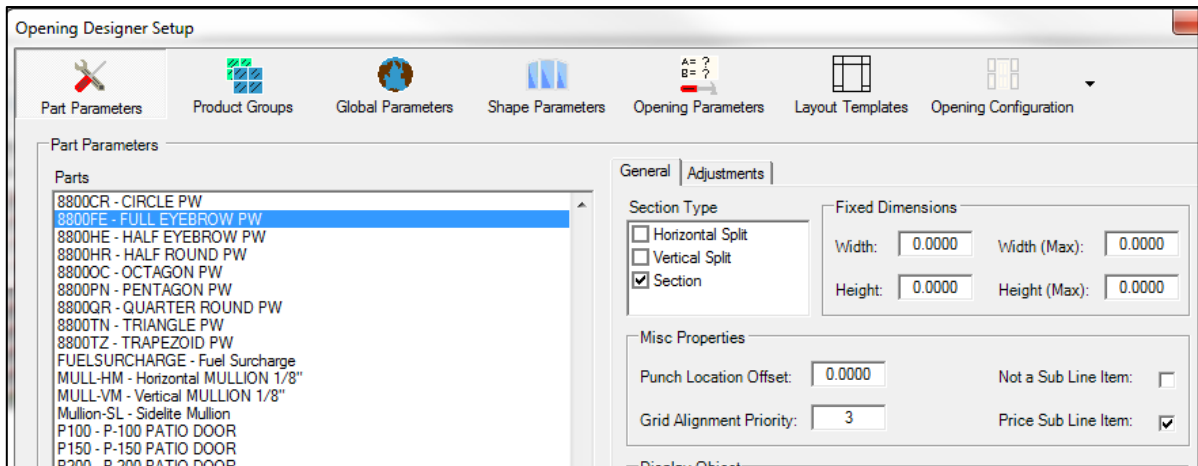 Opening Designer Setup
A= ?
B= ?
Part Parameters
Product Groups
Global Parameters
Shape Parameters
Opening Parameters
Layout Templates
Opening Configuration
Part Parameters
Parts
8800CR - CIRCLE PW
8800FE - FULL EYEBROW PW
8800HE - HALF EYEBROW PW
8800HR - HALF ROUND PW
8800OC - OCTAGON PW
8800PN - PENTAGON PW
8800QR - QUARTER ROUND PW
8800TN - TRIANGLE PW
8800TZ - TRAPEZOID PW
FUELSURCHARGE - Fuel Surcharge
MULL-HM - Horizontal MULLION 1/8"
MULL-VM - Vertical MULLION 1/8"
Mullion-SL - Sidelite Mullion
P100 - P-100 PATIO DOOR
P150 - P-150 PATIO DOOR
P200 - P-200 PATIO DOOR
General
Adjustments
Section Type
Horizontal Split
Vertical Split
Section
Fixed Dimensions
Width: 0.0000 Width (Max): 0.0000
Height: 0.0000 Height (Max): 0.0000
Misc Properties
Punch Location Offset: 0.0000 Not a Sub Line Item:
Grid Alignment Priority: 3 Price Sub Line Item:
Display Object